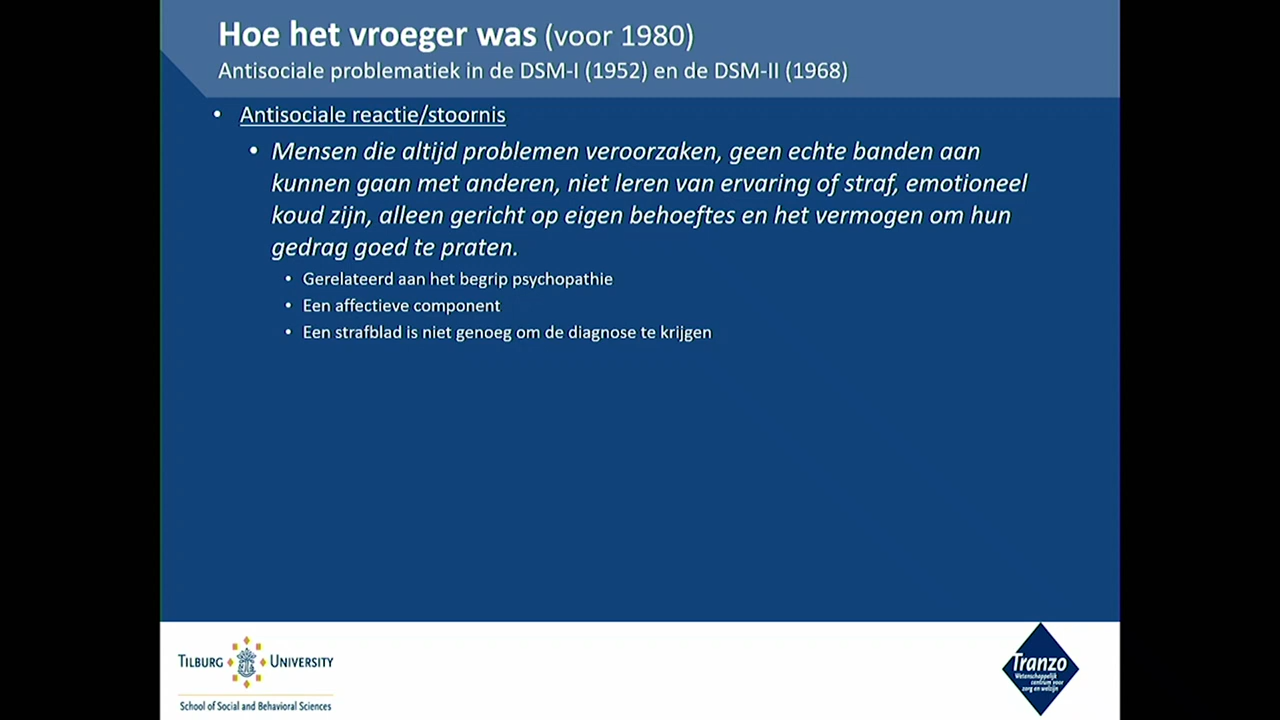 Hoe het vroeger was (voor 1980)
Antisociale problematiek in de DSM-I (1952) en de DSM-II (1968)
• Antisociale reactie/stoornis
• Mensen die altijd problemen veroorzaken, geen echte banden aan
kunnen gaan met anderen, niet leren van ervaring of straf, emotioneel
koud zijn, alleen gericht op eigen behoeftes en het vermogen om hun
gedrag goed te praten.
• Gerelateerd aan het begrip psychopathie
• Een affectieve component
• Een strafblad is niet genoeg om de diagnose te krijgen
TILBURG UNIVERSITY
School of Social and Behavioral Sciences
Tranzo
Wetenschappelijk
centrum voor
zorg en welzijn